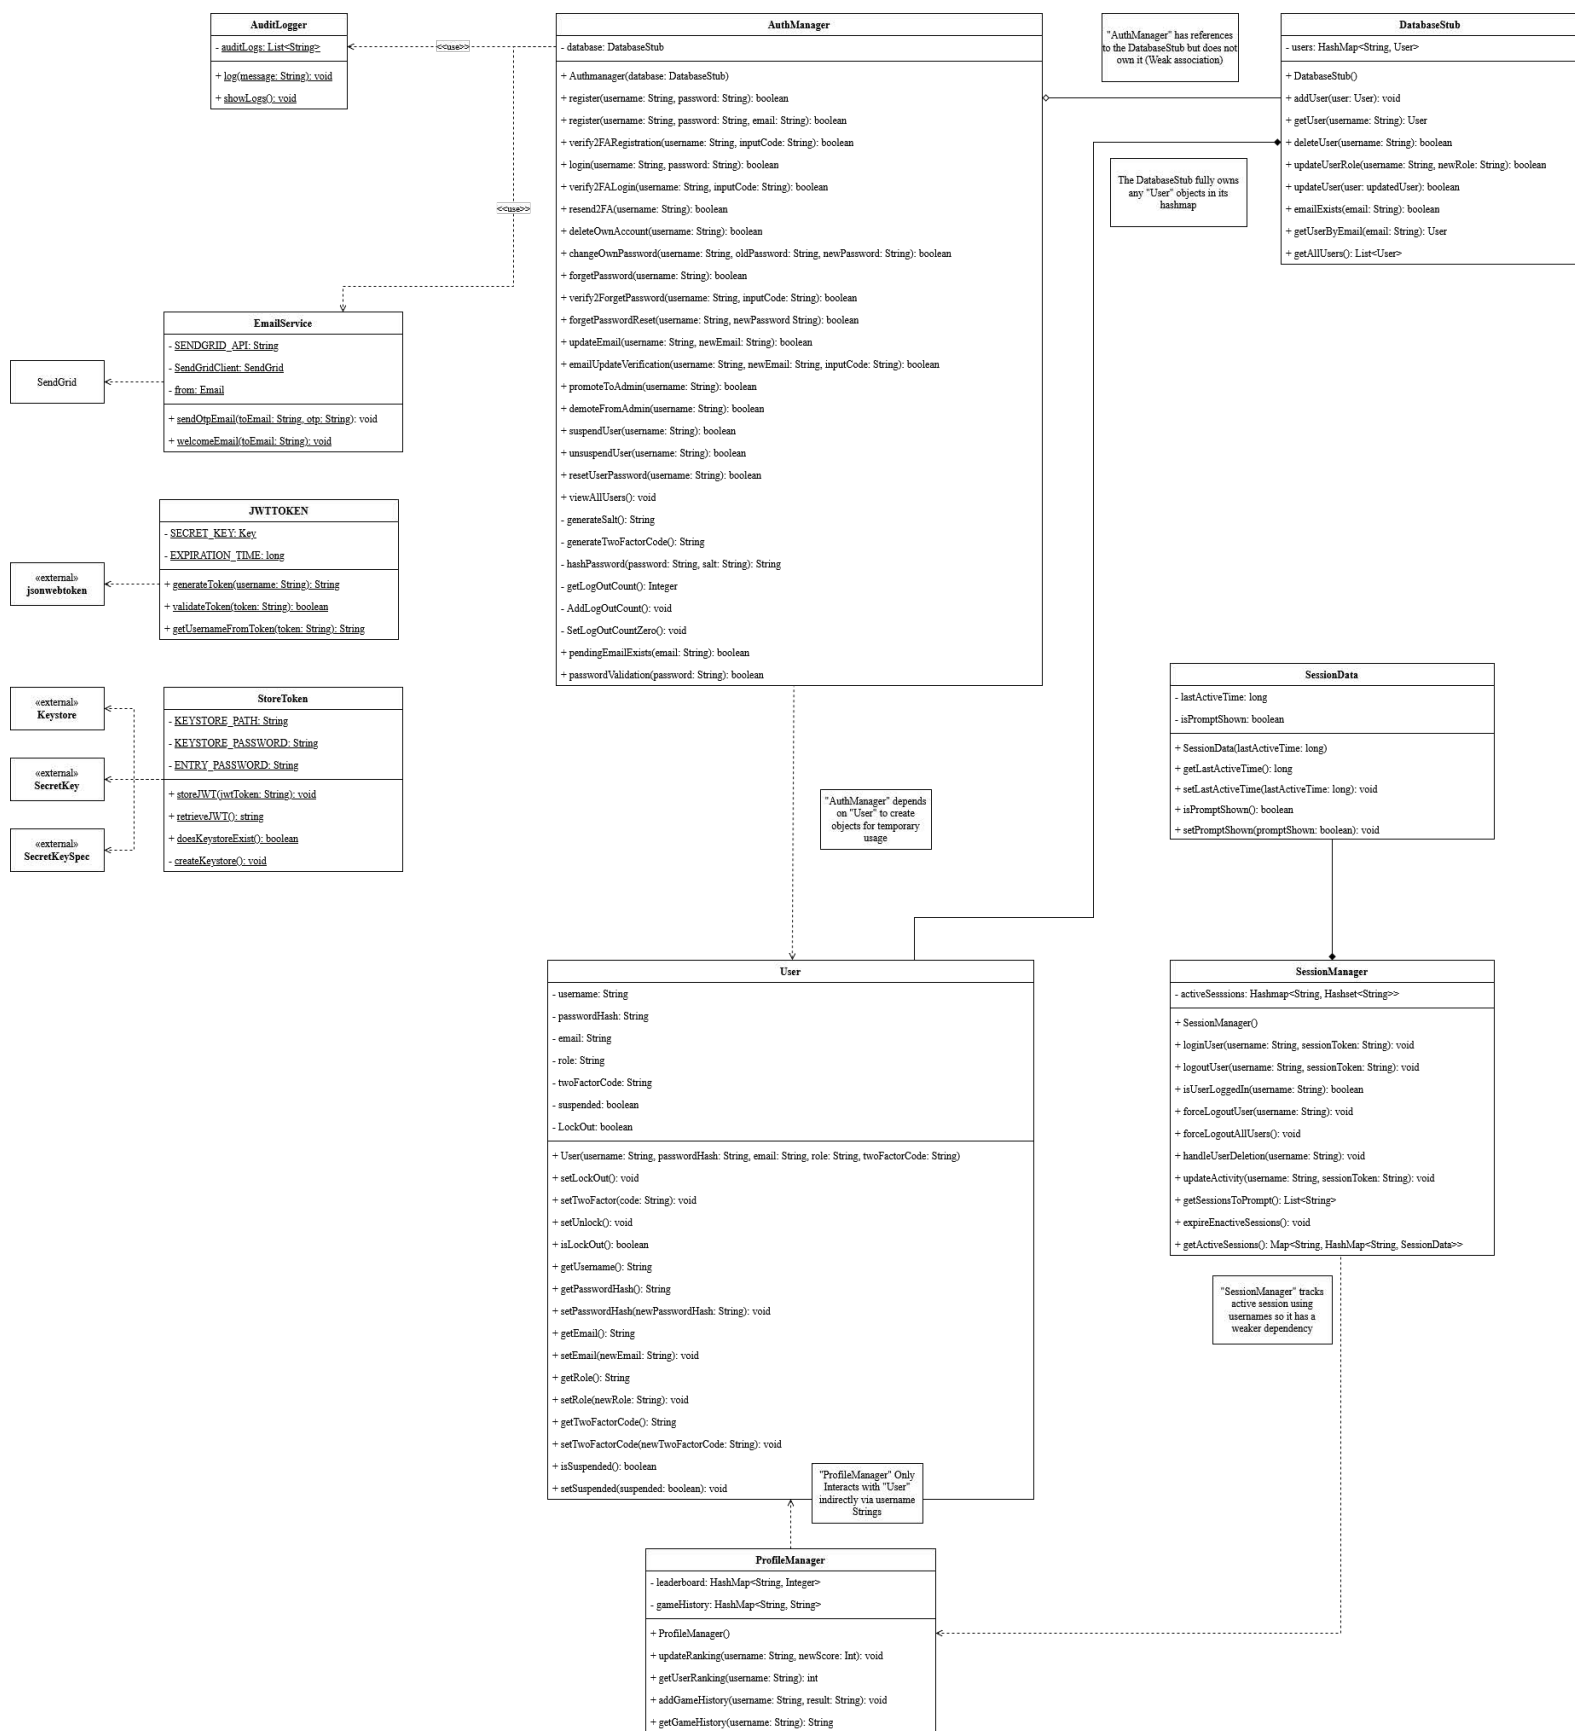 AuditLogger
- auditLogs: List<String>
+ log(message: String): void
+ showLogs(): void
<<use>>
<<use>>
AuthManager
- database: DatabaseStub
+ Authmanager(database: DatabaseStub)
+ register(username: String, password: String): boolean
+ register(username: String, password: String, email: String): boolean
+ verify2FARegistration(username: String, inputCode: String): boolean
+ login(username: String, password: String): boolean
+ verify2FALogin(username: String, inputCode: String): boolean
+ resend2FA(username: String): boolean
+ deleteOwnAccount(username: String): boolean
+ changeOwnPassword(username: String, oldPassword: String, newPassword: String): boolean
+ forgetPassword(username: String): boolean
+ verify2ForgetPassword(username: String, inputCode: String): boolean
+ forgetPasswordReset(username: String, newPassword String): boolean
+ updateEmail(username: String, newEmail: String): boolean
+ emailUpdateVerification(username: String, newEmail: String, inputCode: String): boolean
+ promoteToAdmin(username: String): boolean
+ demoteFromAdmin(username: String): boolean
+ suspendUser(username: String): boolean
+ unsuspendUser(username: String): boolean
+ resetUserPassword(username: String): boolean
+ viewAllUsers(): void
- generateSalt(): String
- generateTwoFactorCode(): String
- hashPassword(password: String, salt: String): String
- getLogOutCount(): Integer
- AddLogOutCount(): void
- SetLogOutCountZero(): void
+ pendingEmailExists(email: String): boolean
+ passwordValidation(password: String): boolean
"AuthManager" has references
to the DatabaseStub but does not
own it (Weak association)
DatabaseStub
- users: HashMap<String, User>
+ DatabaseStub()
+ addUser(user: User): void
+ getUser(username: String): User
+ deleteUser(username: String): boolean
+ updateUserRole(username: String, newRole: String): boolean
+ updateUser(user: updatedUser): boolean
+ emailExists(email: String): boolean
+ getUserByEmail(email: String): User
+ getAllUsers(): List<User>
The DatabaseStub fully owns
any "User" objects in its
hashmap
EmailService
- SENDGRID_API: String
- SendGridClient: SendGrid
- from: Email
+ sendOtpEmail(toEmail: String, otp: String): void
+ welcomeEmail(toEmail: String): void
SendGrid
JWTTOKEN
- SECRET_KEY: Key
- EXPIRATION_TIME: long
+ generateToken(username: String): String
+ validateToken(token: String): boolean
+ getUsernameFromToken(token: String): String
«external»
jsonwebtoken
«external»
Keystore
«external»
SecretKey
«external»
SecretKeySpec
StoreToken
- KEYSTORE_PATH: String
- KEYSTORE_PASSWORD: String
- ENTRY_PASSWORD: String
+ storeJWT(jwtToken: String): void
+ retrieveJWT(): string
+ doesKeystoreExist(): boolean
- createKeystore(): void
"AuthManager" depends
on "User" to create
objects for temporary
usage
SessionData
- lastActiveTime: long
- isPromptShown: boolean
+ SessionData(lastActiveTime: long)
+ getLastActiveTime(): long
+ setLastActiveTime(lastActiveTime: long): void
+ isPromptShown(): boolean
+ setPromptShown(promptShown: boolean): void
User
- username: String
- passwordHash: String
- email: String
- role: String
- twoFactorCode: String
- suspended: boolean
- LockOut: boolean
+ User(username: String, passwordHash: String, email: String, role: String, twoFactorCode: String)
+ setLockOut(): void
+ setTwoFactor(code: String): void
+ setUnlock(): void
+ isLockOut(): boolean
+ getUsername(): String
+ getPasswordHash(): String
+ setPasswordHash(newPasswordHash: String): void
+ getEmail(): String
+ setEmail(newEmail: String): void
+ getRole(): String
+ setRole(newRole: String): void
+ getTwoFactorCode(): String
+ setTwoFactorCode(newTwoFactorCode: String): void
+ isSuspended(): boolean
+ setSuspended(suspended: boolean): void
"ProfileManager" Only
Interacts with "User"
indirectly via username
Strings
SessionManager
- activeSesssions: Hashmap<String, Hashset<String>>
+ SessionManager()
+ loginUser(username: String, sessionToken: String): void
+ logoutUser(username: String, sessionToken: String): void
+ isUserLoggedIn(username: String): boolean
+ forceLogoutUser(username: String): void
+ forceLogoutAllUsers(): void
+ handleUserDeletion(username: String): void
+ updateActivity(username: String, sessionToken: String): void
+ getSessionsToPrompt(): List<String>
+ expireEnactiveSessions(): void
+ getActiveSessions(): Map<String, HashMap<String, SessionData>>
"SessionManager" tracks
active session using
usernames so it has a
weaker dependency
ProfileManager
- leaderboard: HashMap<String, Integer>
- gameHistory: HashMap<String, String>
+ ProfileManager()
+ updateRanking(username: String, newScore: Int): void
+ getUserRanking(username: String): int
+ addGameHistory(username: String, result: String): void
+ getGameHistory(username: String): String